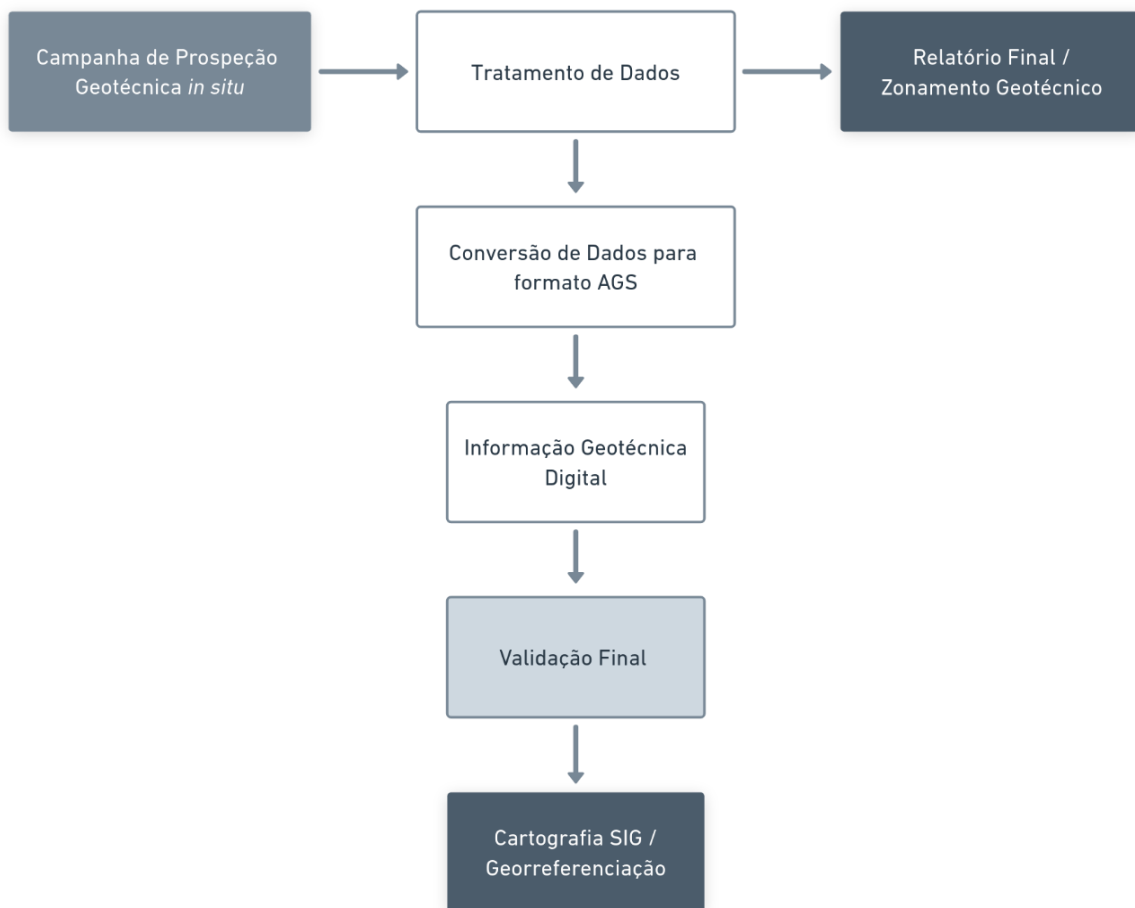 Campanha de Prospeção
Geotécnica in situ
Tratamento de Dados
Relatório Final /
Zonamento Geotécnico
Conversão de Dados para
formato AGS
Informação Geotécnica
Digital
Validação Final
Cartografia SIG /
Georreferenciação